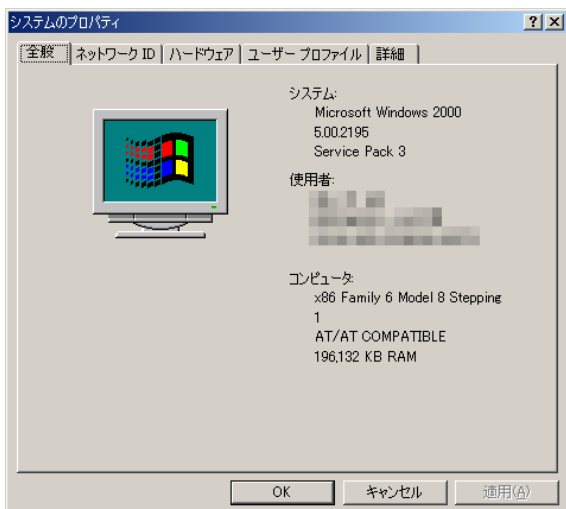 システムのプロパティ
全般 ネットワーク ID ハードウェア ユーザー プロファイル 詳細
システム:
Microsoft Windows 2000
5.00.2195
Service Pack 3
使用者:
コンピュータ:
x86 Family 6 Model 8 Stepping
1
AT/AT COMPATIBLE
196,132 KB RAM
OK キャンセル 適用(A)